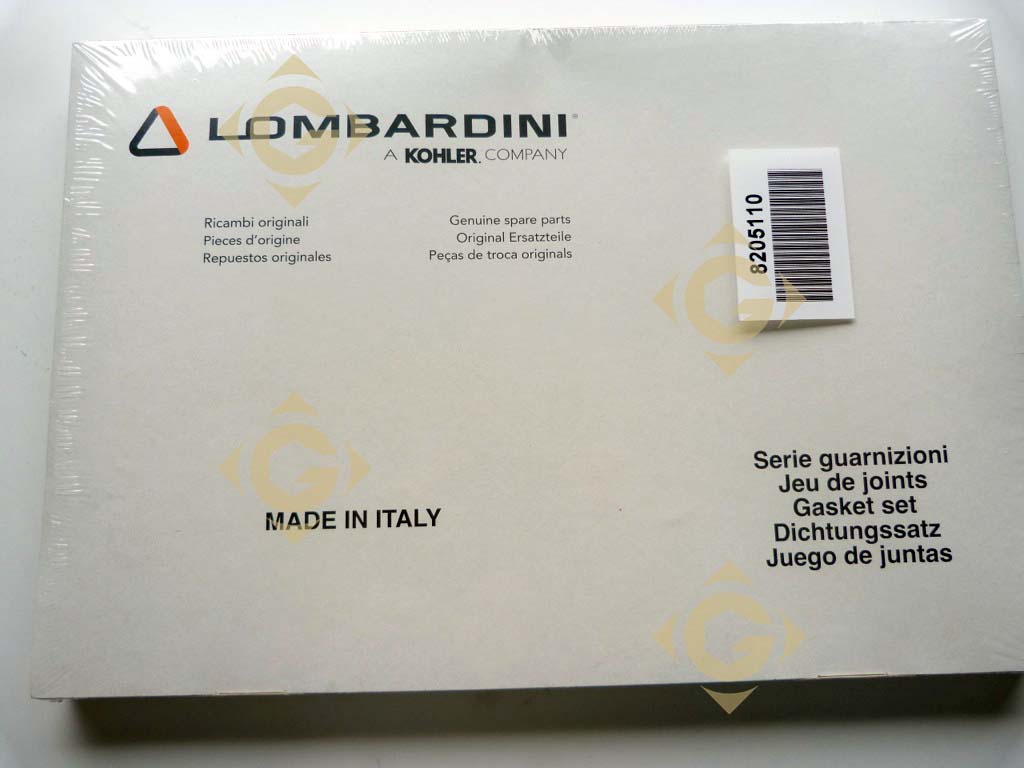 LOMBARDINI®
A KOHLER. COMPANY
Ricambi originali
Pieces d'origine
Repuestos originales
Genuine spare parts
Original Ersatzteile
Peças de troca originals
8205110
MADE IN ITALY
Serie guarnizioni
Jeu de joints
Gasket set
Dichtungssatz
Juego de juntas
G
G
G
G